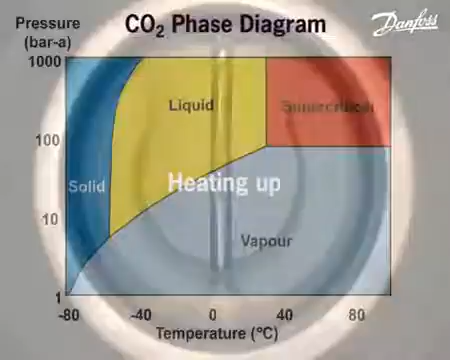 Pressure
(bar-a)
CO₂ Phase Diagram
Danfoss
1000
100
10
1
Liquid
Supercritical
Solid
Heating up
Vapour
-80
-40
0
40
80
Temperature (°C)